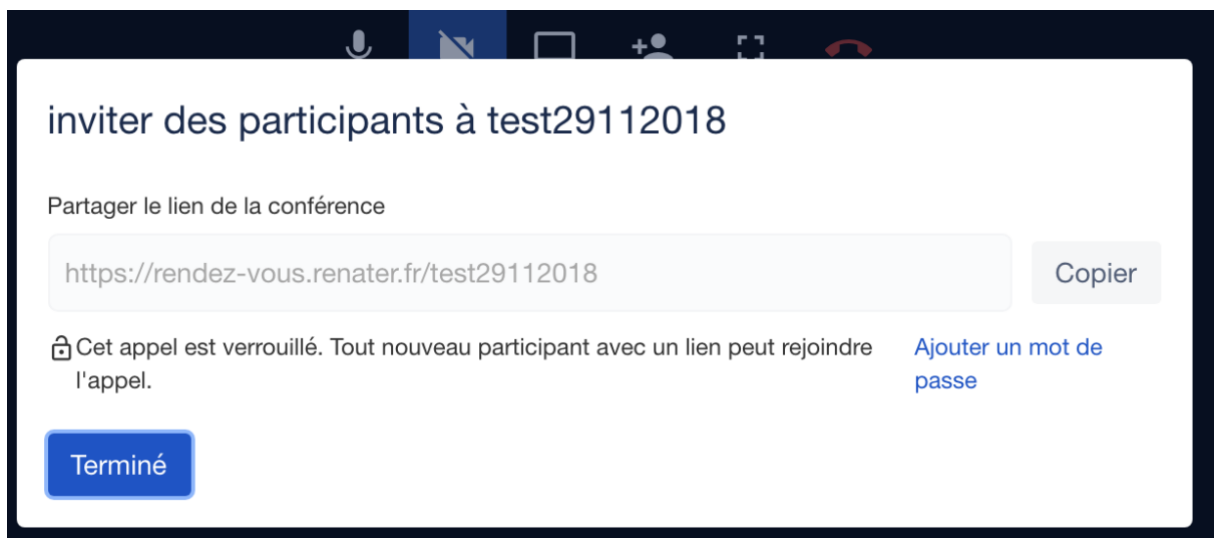 inviter des participants à test29112018
Partager le lien de la conférence
https://rendez-vous.renater.fr/test29112018
Copier
Cet appel est verrouillé. Tout nouveau participant avec un lien peut rejoindre
l'appel.
Ajouter un mot de
passe
Terminé